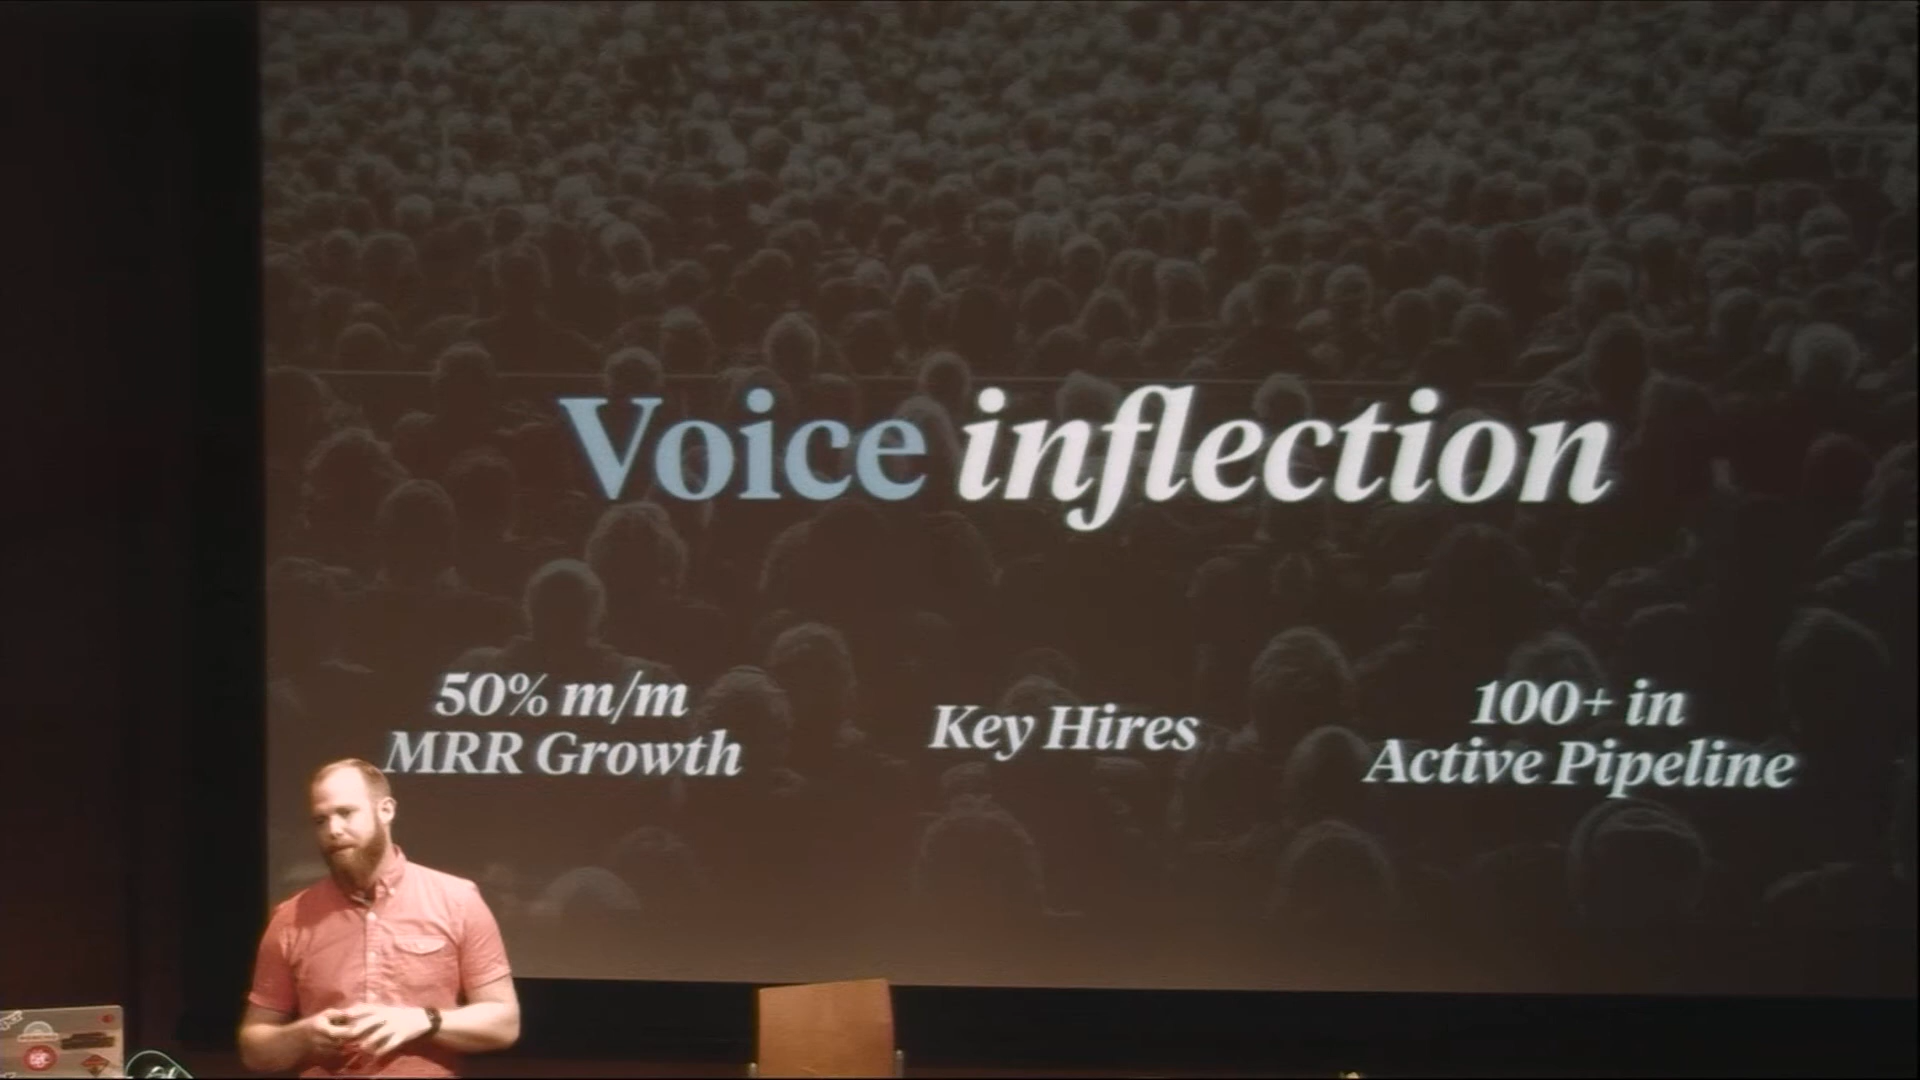 Voice inflection
50% m/m
MRR Growth
Key Hires
100+ in
Active Pipeline